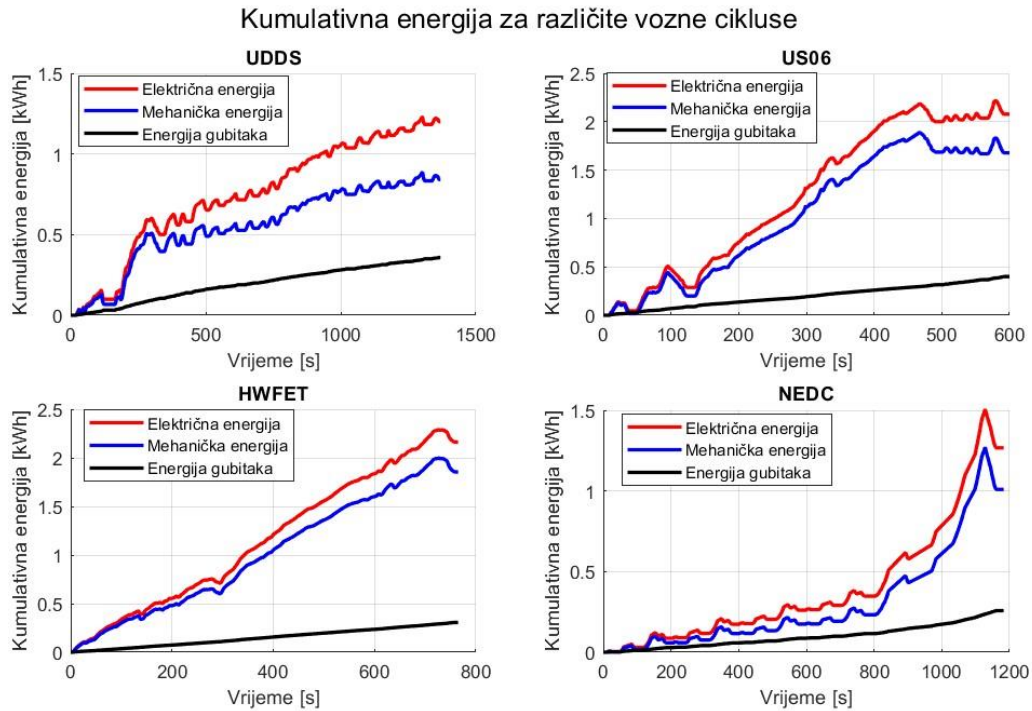 Kumulativna energija za različite vozne cikluse
UDDS
Kumulativna energija [kWh]
1.5
1
0.5
0
Električna energija
Mehanička energija
Energija gubitaka
0 500 1000 1500
Vrijeme [s]
US06
Kumulativna energija [kWh]
2.5
2
1.5
1
0.5
0
Električna energija
Mehanička energija
Energija gubitaka
0 100 200 300 400 500 600
Vrijeme [s]
HWFET
Kumulativna energija [kWh]
2.5
2
1.5
1
0.5
0
Električna energija
Mehanička energija
Energija gubitaka
0 200 400 600 800
Vrijeme [s]
NEDC
Kumulativna energija [kWh]
1.5
1
0.5
0
Električna energija
Mehanička energija
Energija gubitaka
0 200 400 600 800 1000 1200
Vrijeme [s]